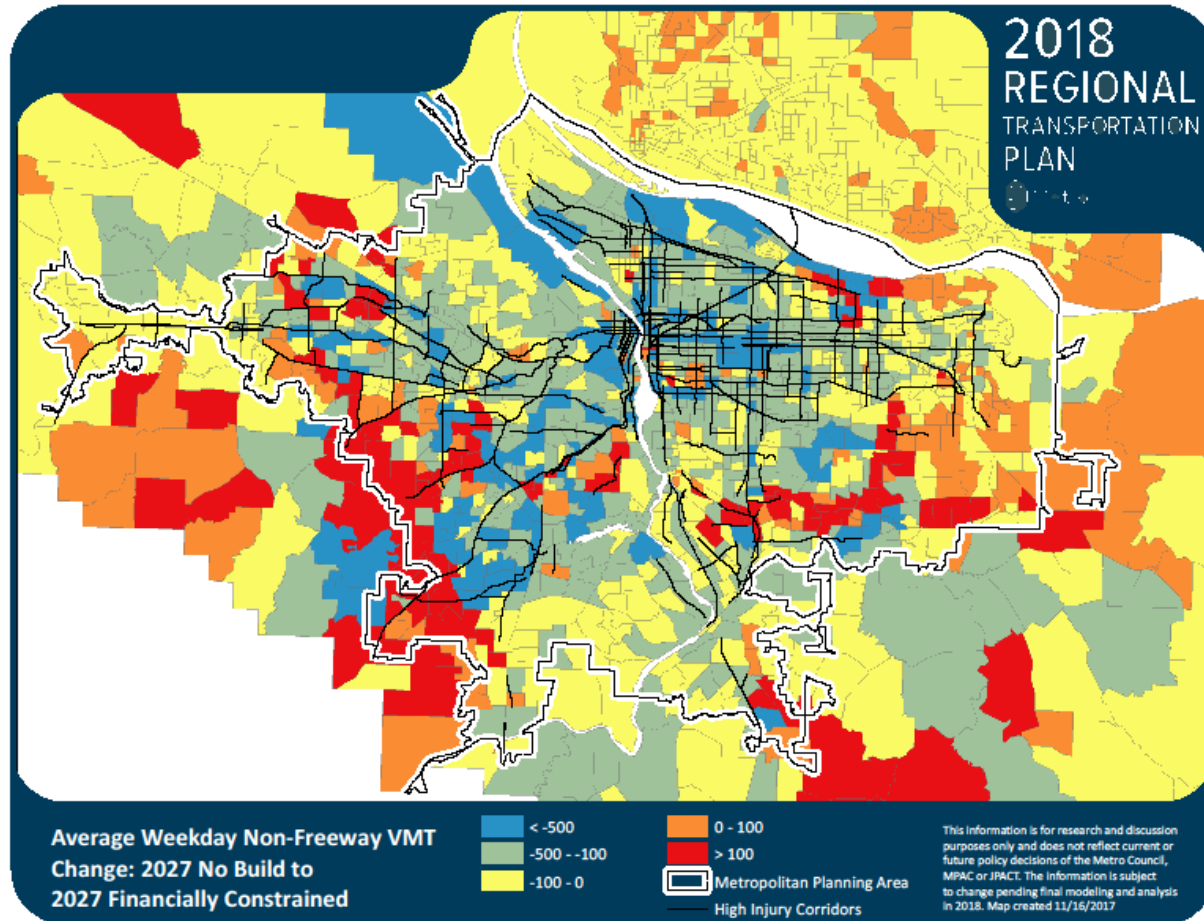 2018
REGIONAL
TRANSPORTATION
PLAN
Average Weekday Non-Freeway VMT
Change: 2027 No Build to
2027 Financially Constrained
< -500
-500 - -100
-100 - 0
0 - 100
> 100
Metropolitan Planning Area
High Injury Corridors
This information is for research and discussion
purposes only and does not reflect current or
future policy decisions of the Metro Council,
MPAC or JPACT. The information is subject
to change pending final modeling and analysis
in 2018. Map created 11/16/2017